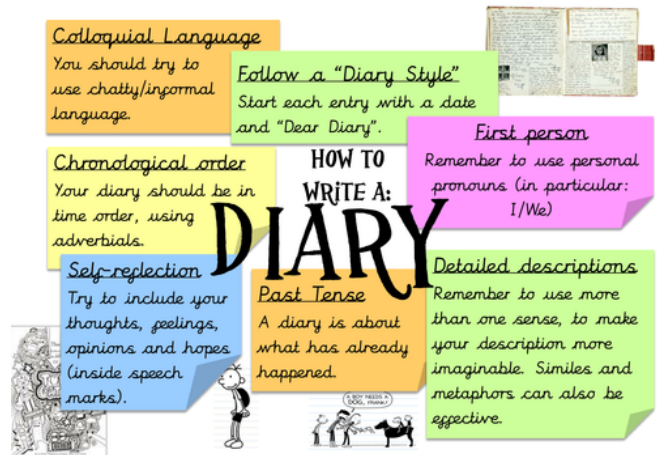 Colloquial Language
You should try to
use chatty/informal
language.
Follow a "Diary Style"
Start each entry with a date
and "Dear Diary".
First person
Remember to use personal
pronouns (in particular:
I/We)
Chronological order
Your diary should be in
time order, using
adverbials.
HOW TO
WRITE A:
DIARY
Self-reflection
Try to include your
thoughts, feelings,
opinions and hopes
(inside speech
marks).
Past Tense
A diary is about
what has already
happened.
Detailed descriptions
Remember to use more
than one sense, to make
your description more
imaginable. Similes and
metaphors can also be
effective.
A BOY NEEDS A
DOG, FRANK!